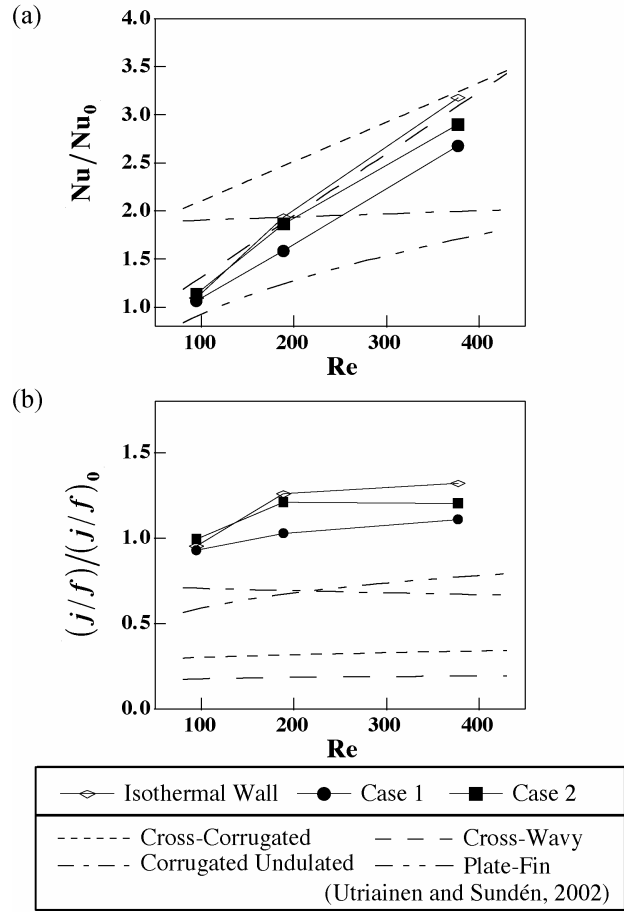 (a)
4.0
3.5
3.0
2.5
2.0
1.5
1.0
Nu/Nu₀
100 200 300 400
Re
(b)
1.5
1.0
0.5
0.0
(j/f)/(j/f)₀
100 200 300 400
Re
Isothermal Wall Case 1 Case 2
Cross-Corrugated Cross-Wavy
Corrugated Undulated Plate-Fin
(Utriainen and Sundén, 2002)